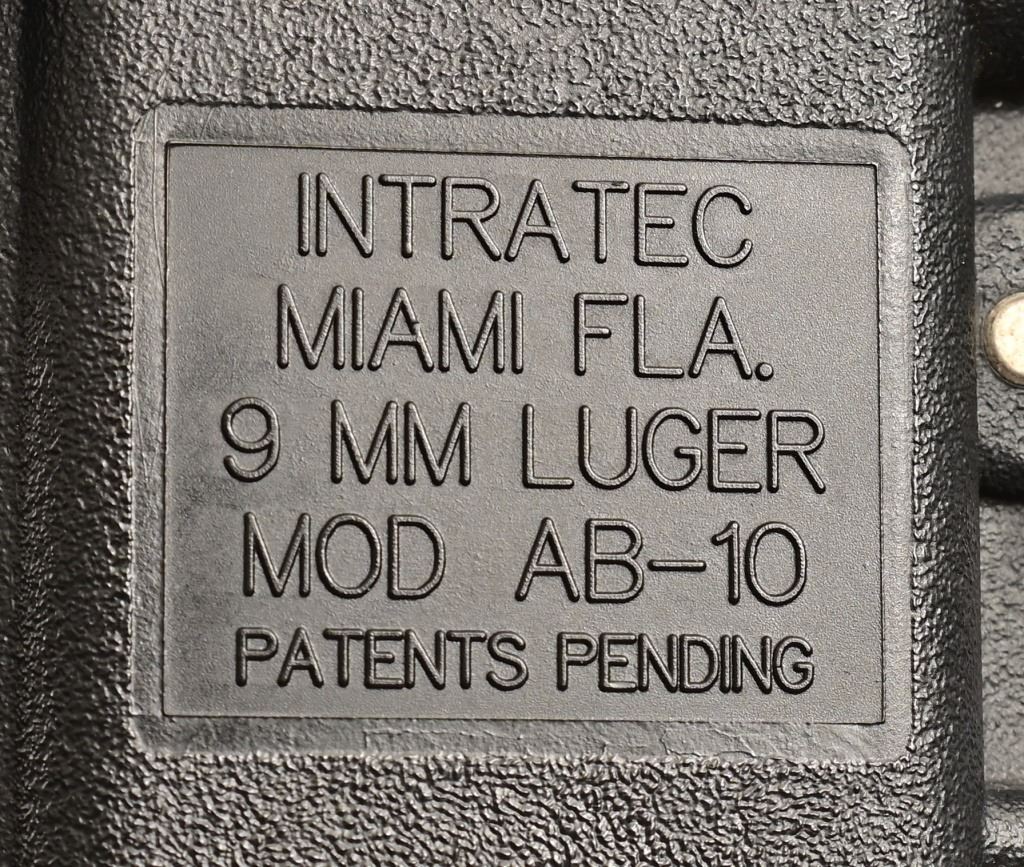 INTRATEC
MIAMI FLA.
9 MM LUGER
MOD AB-10
PATENTS PENDING